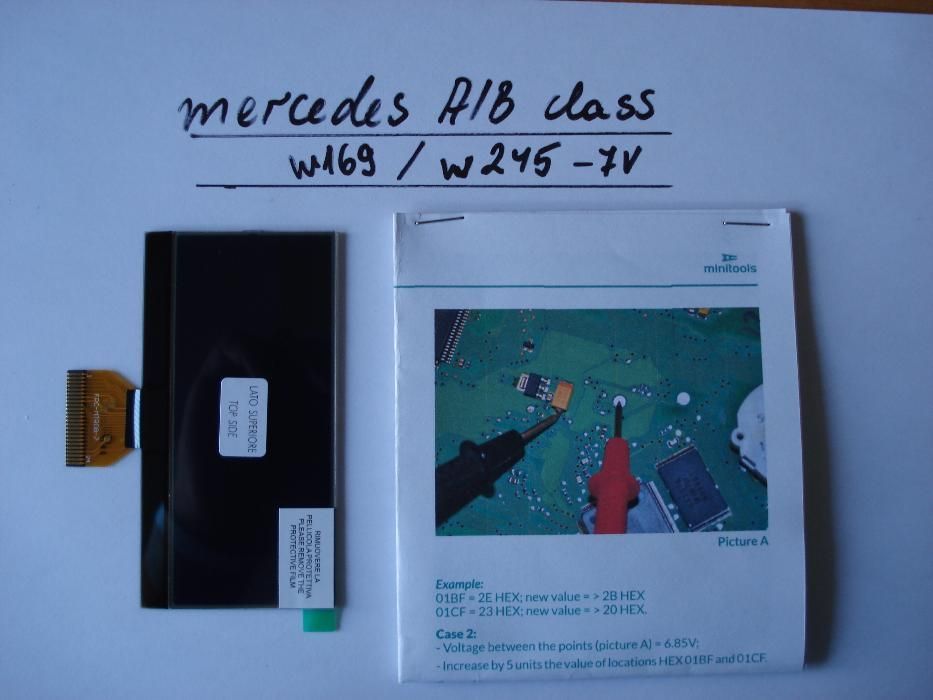 mercedes A/B class
w169 / w245 - 7V
LATO SUPERIORE
TOP SIDE
RIMUOVERE LA
PELLICOLA PROTETTIVA
PLEASE REMOVE THE
PROTECTIVE FILM
minitools
Picture A
Example:
01BF = 2E HEX; new value = > 2B HEX
01CF = 23 HEX; new value = > 20 HEX.
Case 2:
- Voltage between the points (picture A) = 6.85V;
- Increase by 5 units the value of locations HEX 01BF and 01CF.